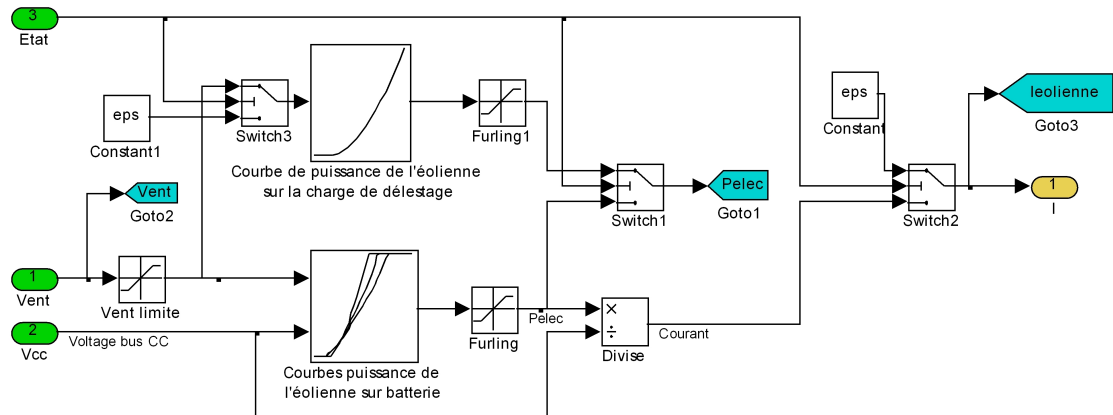 3
Etat
eps
Constant1
Switch3
Courbe de puissance de l'éolienne
sur la charge de délestage
Furling1
eps
Constant
Ieolienne
Goto3
Vent
Goto2
Switch1
Pelec
Goto1
Switch2
1
I
1
Vent
Vent limite
2
Vcc
Voltage bus CC
Courbes puissance de
l'éolienne sur batterie
Furling
Pelec
×
÷
Divise
Courant